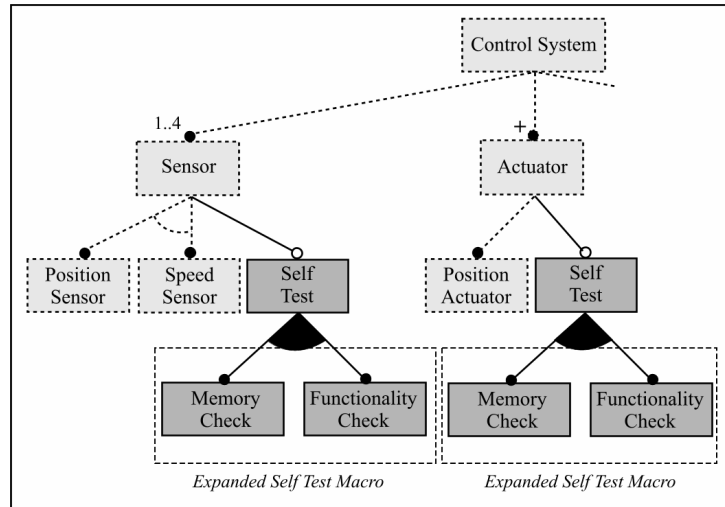 Control System
1..4
+
Sensor
Actuator
Position
Sensor
Speed
Sensor
Self
Test
Position
Actuator
Self
Test
Memory
Check
Functionality
Check
Memory
Check
Functionality
Check
Expanded Self Test Macro
Expanded Self Test Macro